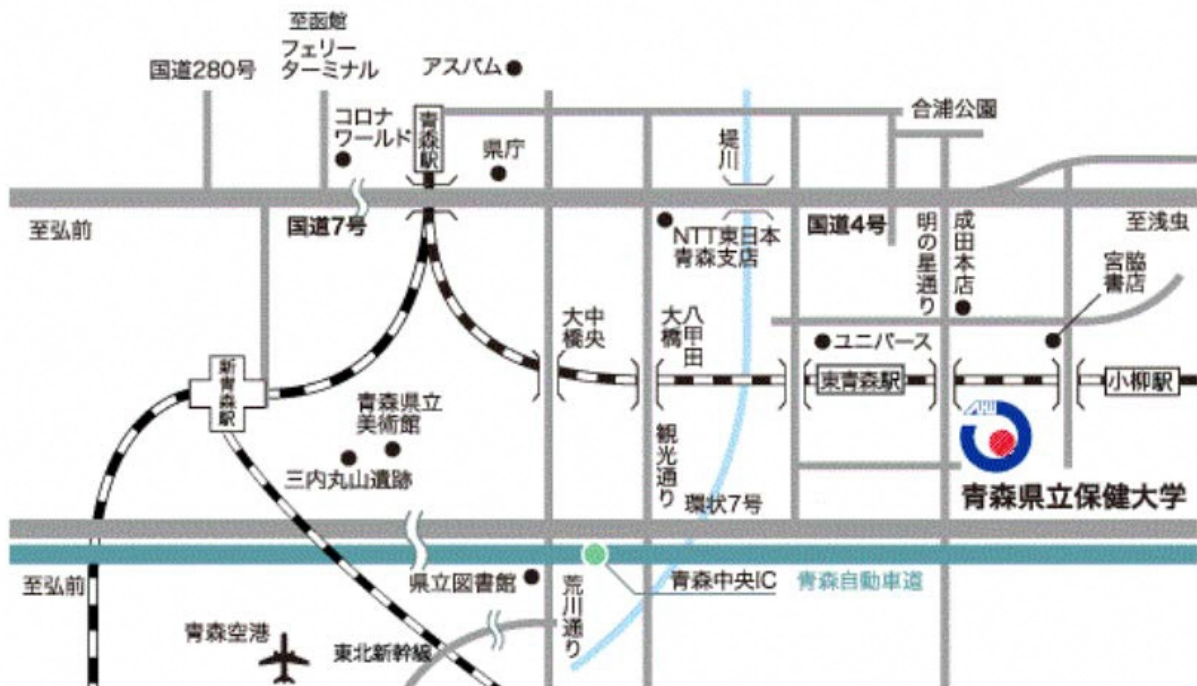 至函館
フェリー
ターミナル
国道280号
アスパム
コロナ
ワールド
青森駅
県庁
堤川
合浦公園
至弘前
国道7号
NTT東日本
青森支店
国道4号
明の星通り
成田本店
至浅虫
宮脇
書店
中央
大橋
八甲田
大橋
ユニバース
東青森駅
小柳駅
新青森駅
青森県立
美術館
三内丸山遺跡
観光通り
環状7号
AHU
青森県立保健大学
至弘前
県立図書館
荒川通り
青森中央IC
青森自動車道
青森空港
東北新幹線